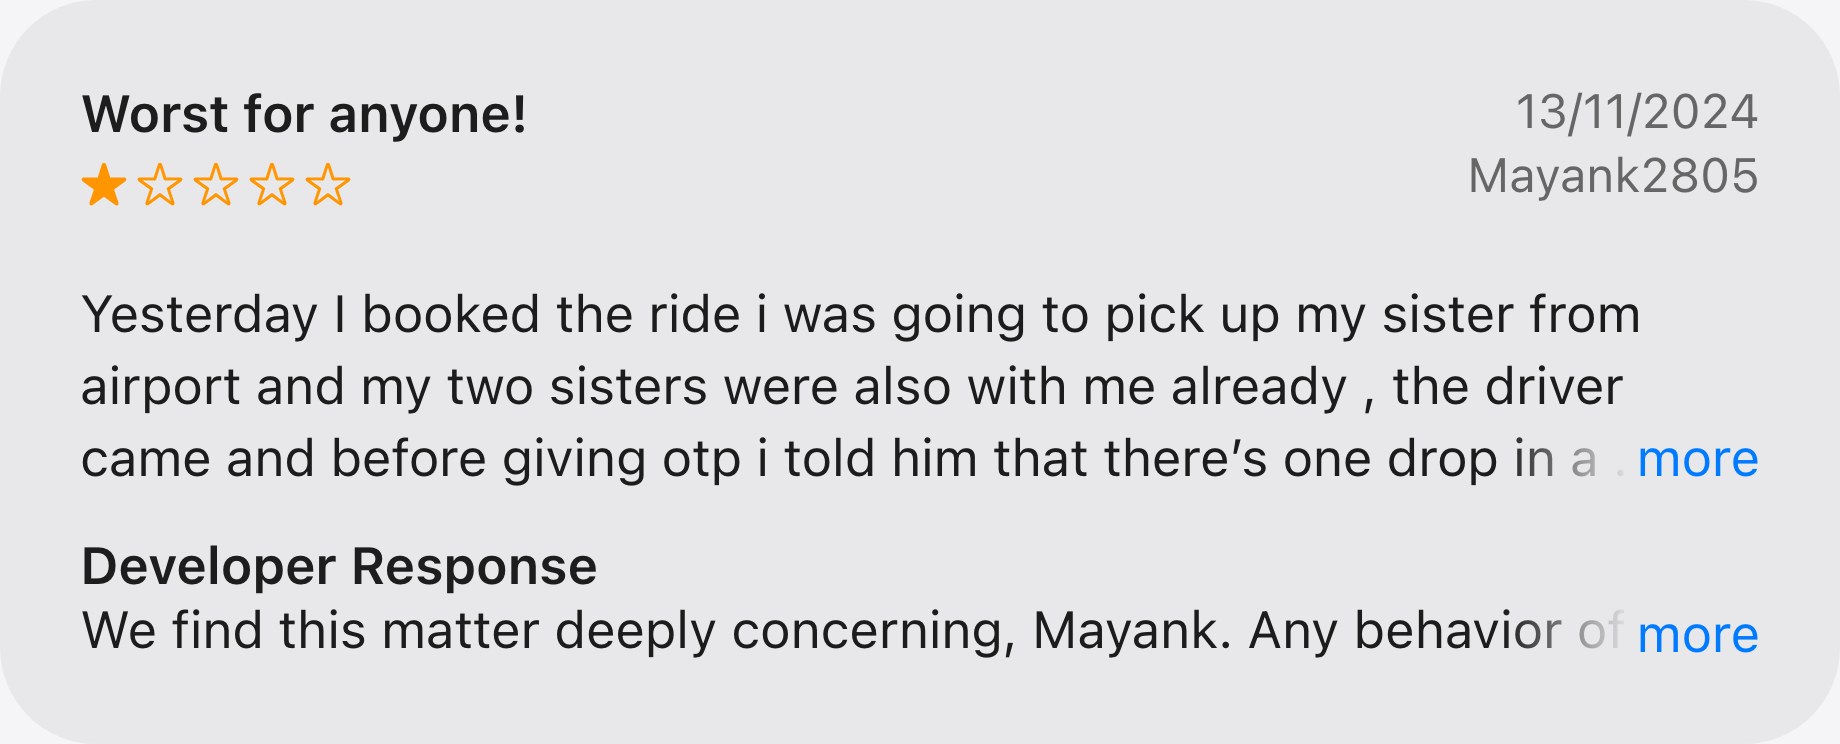 Worst for anyone!
13/11/2024
Mayank2805
Yesterday I booked the ride i was going to pick up my sister from
airport and my two sisters were also with me already , the driver
came and before giving otp i told him that there’s one drop in a . more
Developer Response
We find this matter deeply concerning, Mayank. Any behavior of more